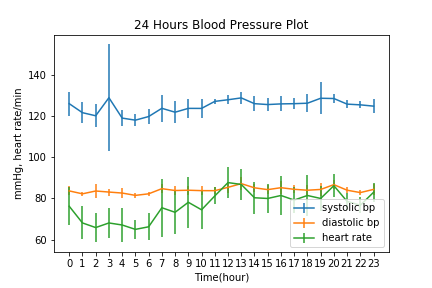 24 Hours Blood Pressure Plot
mmHg, heart rate/min
140
120
100
80
60
systolic bp
diastolic bp
heart rate
0 1 2 3 4 5 6 7 8 9 10 11 12 13 14 15 16 17 18 19 20 21 22 23
Time(hour)